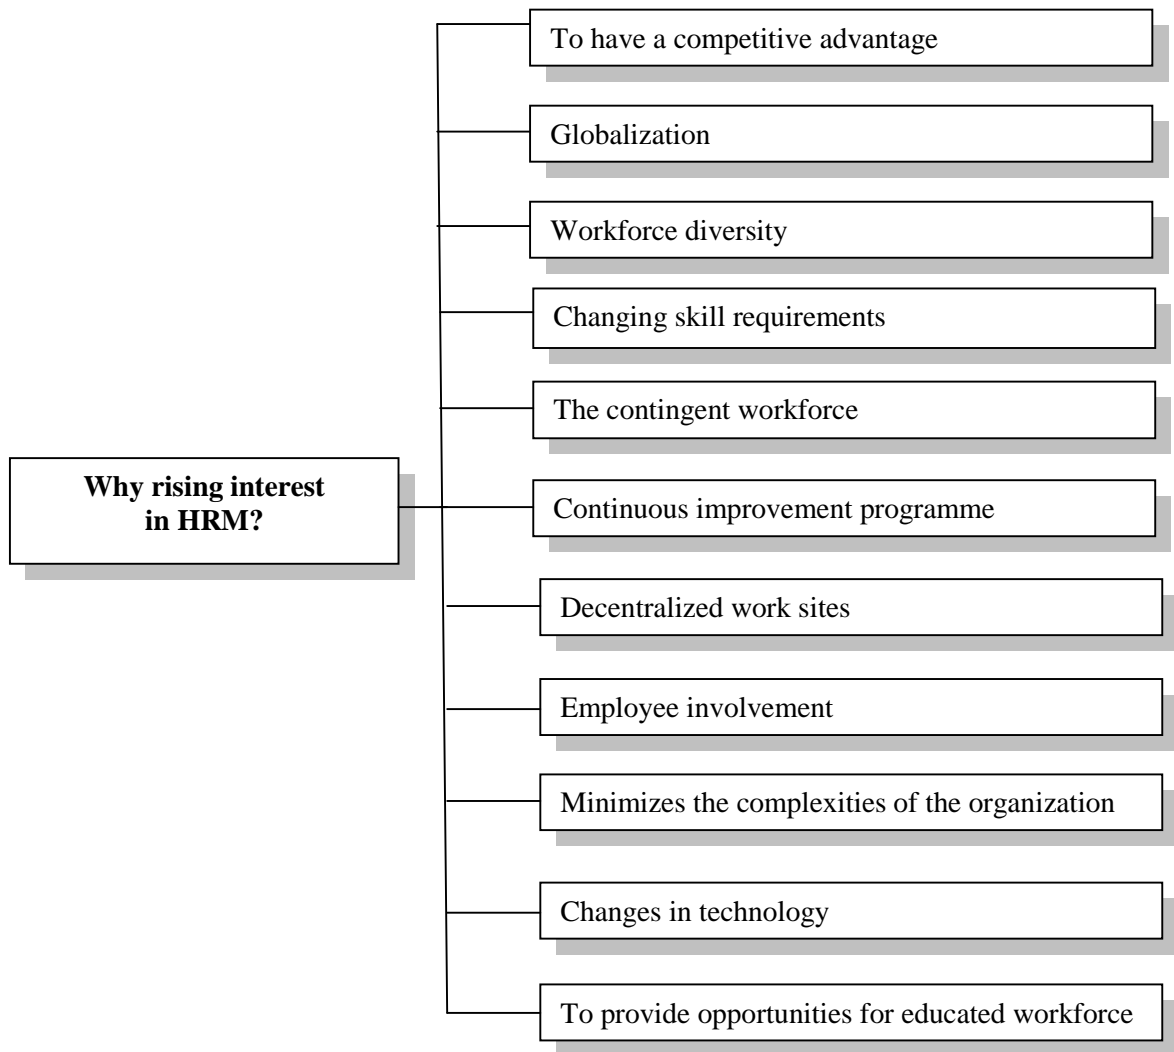 To have a competitive advantage
Globalization
Workforce diversity
Changing skill requirements
The contingent workforce
Why rising interest
in HRM?
Continuous improvement programme
Decentralized work sites
Employee involvement
Minimizes the complexities of the organization
Changes in technology
To provide opportunities for educated workforce